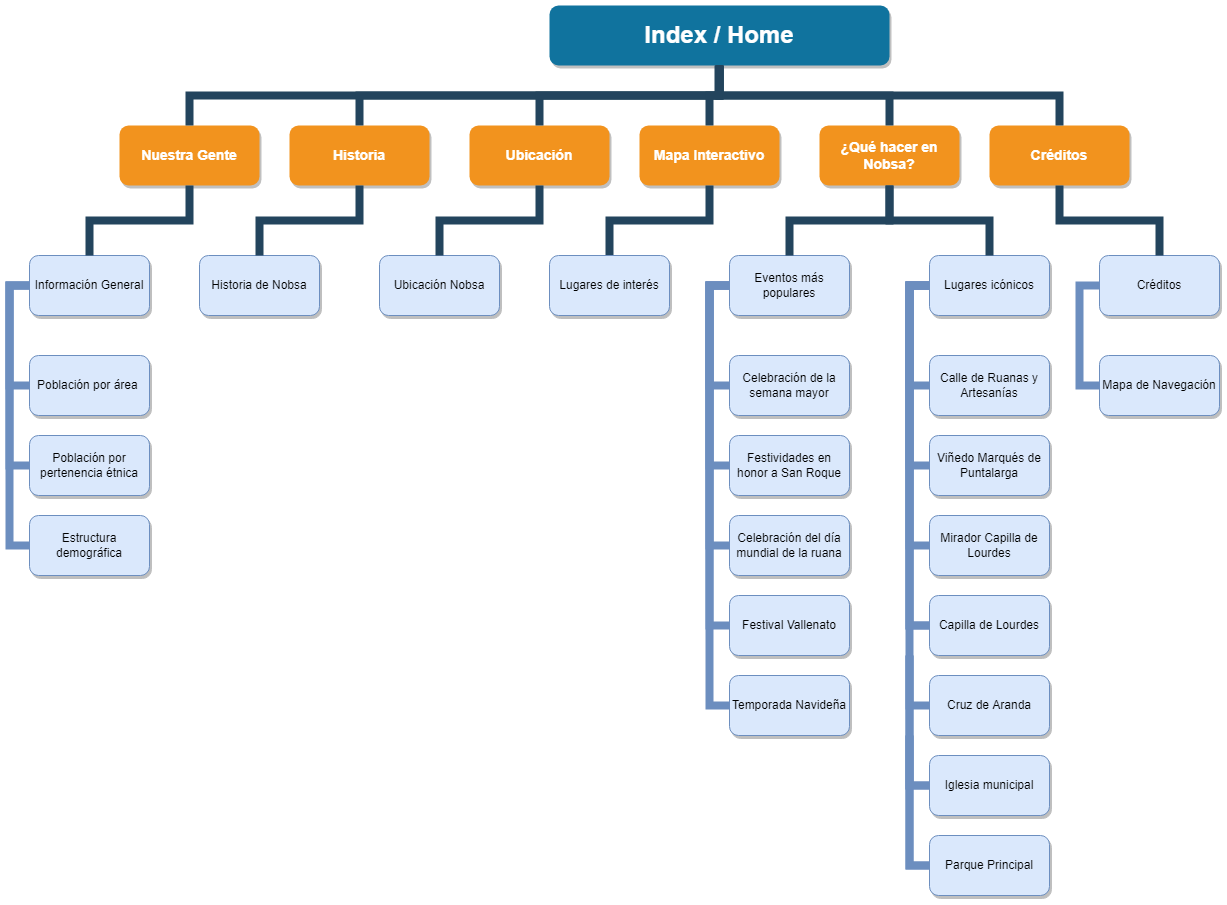 Index / Home
Nuestra Gente
Historia
Ubicación
Mapa Interactivo
¿Qué hacer en
Nobsa?
Créditos
Información General
Historia de Nobsa
Ubicación Nobsa
Lugares de interés
Eventos más
populares
Lugares icónicos
Créditos
Población por área
Celebración de la
semana mayor
Calle de Ruanas y
Artesanías
Mapa de Navegación
Población por
pertenencia étnica
Festividades en
honor a San Roque
Viñedo Marqués de
Puntalarga
Estructura
demográfica
Celebración del día
mundial de la ruana
Mirador Capilla de
Lourdes
Festival Vallenato
Capilla de Lourdes
Temporada Navideña
Cruz de Aranda
Iglesia municipal
Parque Principal